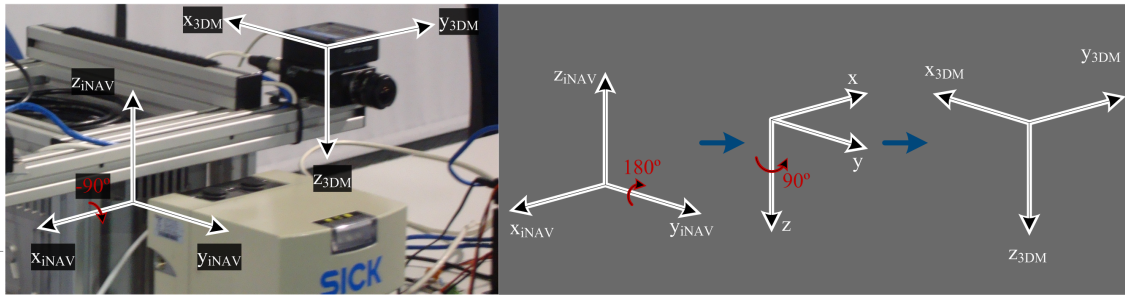 x3DM
y3DM
ziNAV
z3DM
-90º
xiNAV
yiNAV
SICK
ziNAV
180º
xiNAV
yiNAV
x
y
90º
z
x3DM
y3DM
z3DM